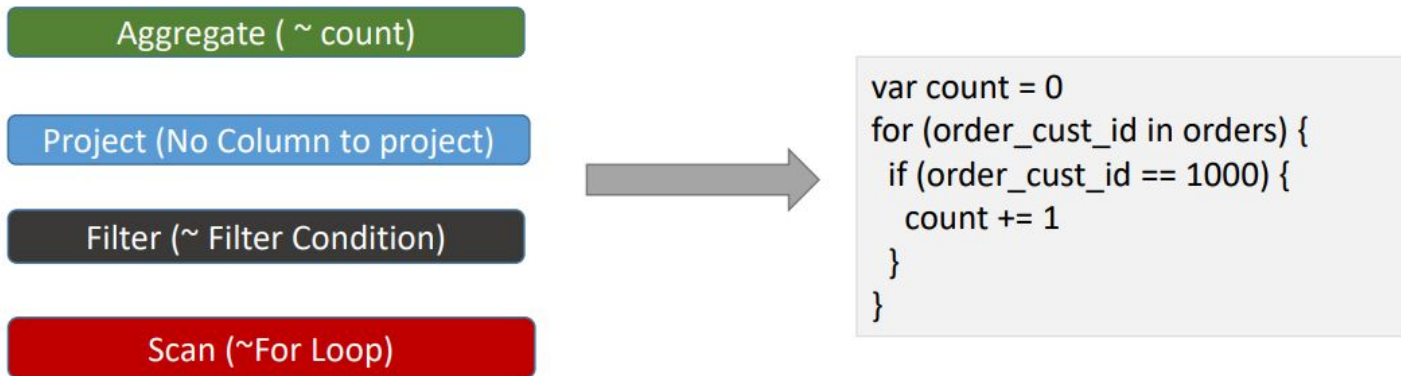 Aggregate ( ~ count)
Project (No Column to project)
Filter (~ Filter Condition)
Scan (~For Loop)
var count = 0
for (order_cust_id in orders) {
if (order_cust_id == 1000) {
count += 1
}
}